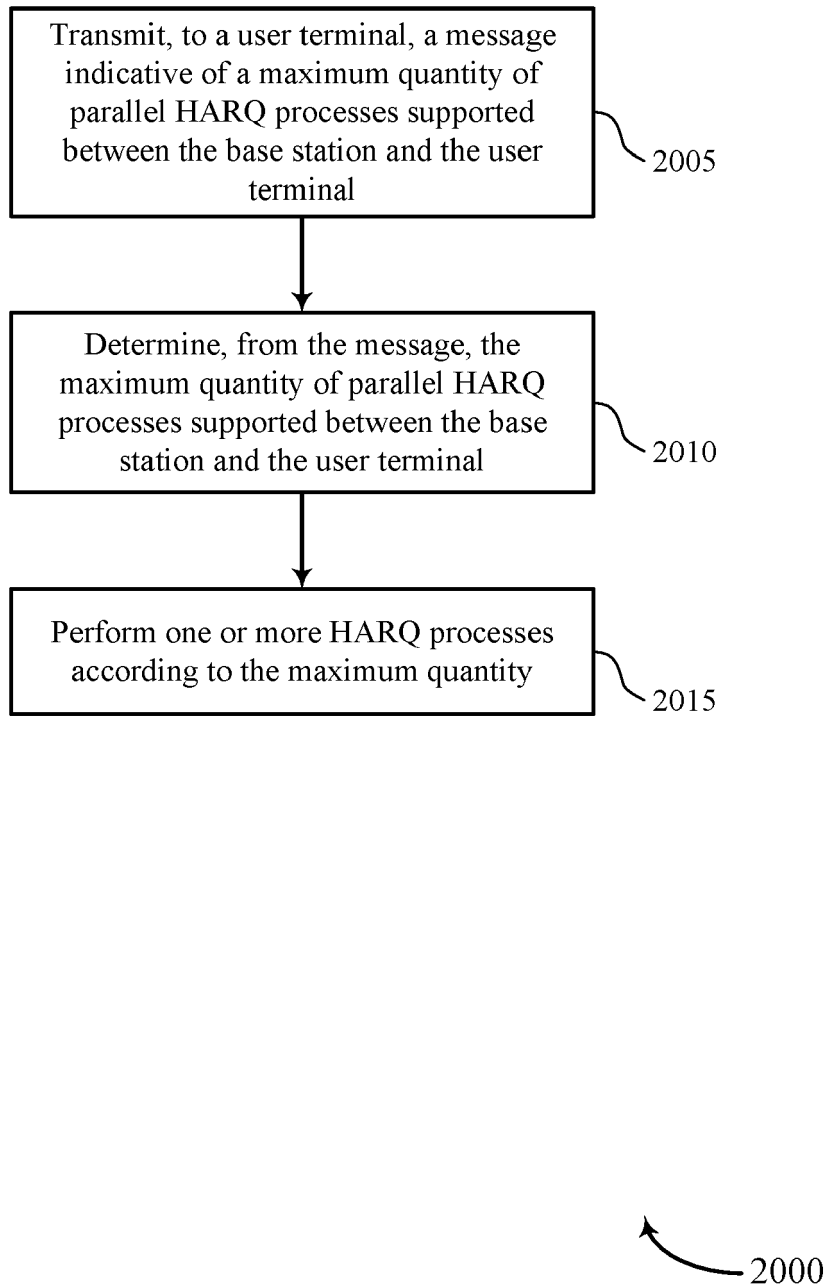 Transmit, to a user terminal, a message
indicative of a maximum quantity of
parallel HARQ processes supported
between the base station and the user
terminal
2005
Determine, from the message, the
maximum quantity of parallel HARQ
processes supported between the base
station and the user terminal
2010
Perform one or more HARQ processes
according to the maximum quantity
2015
2000